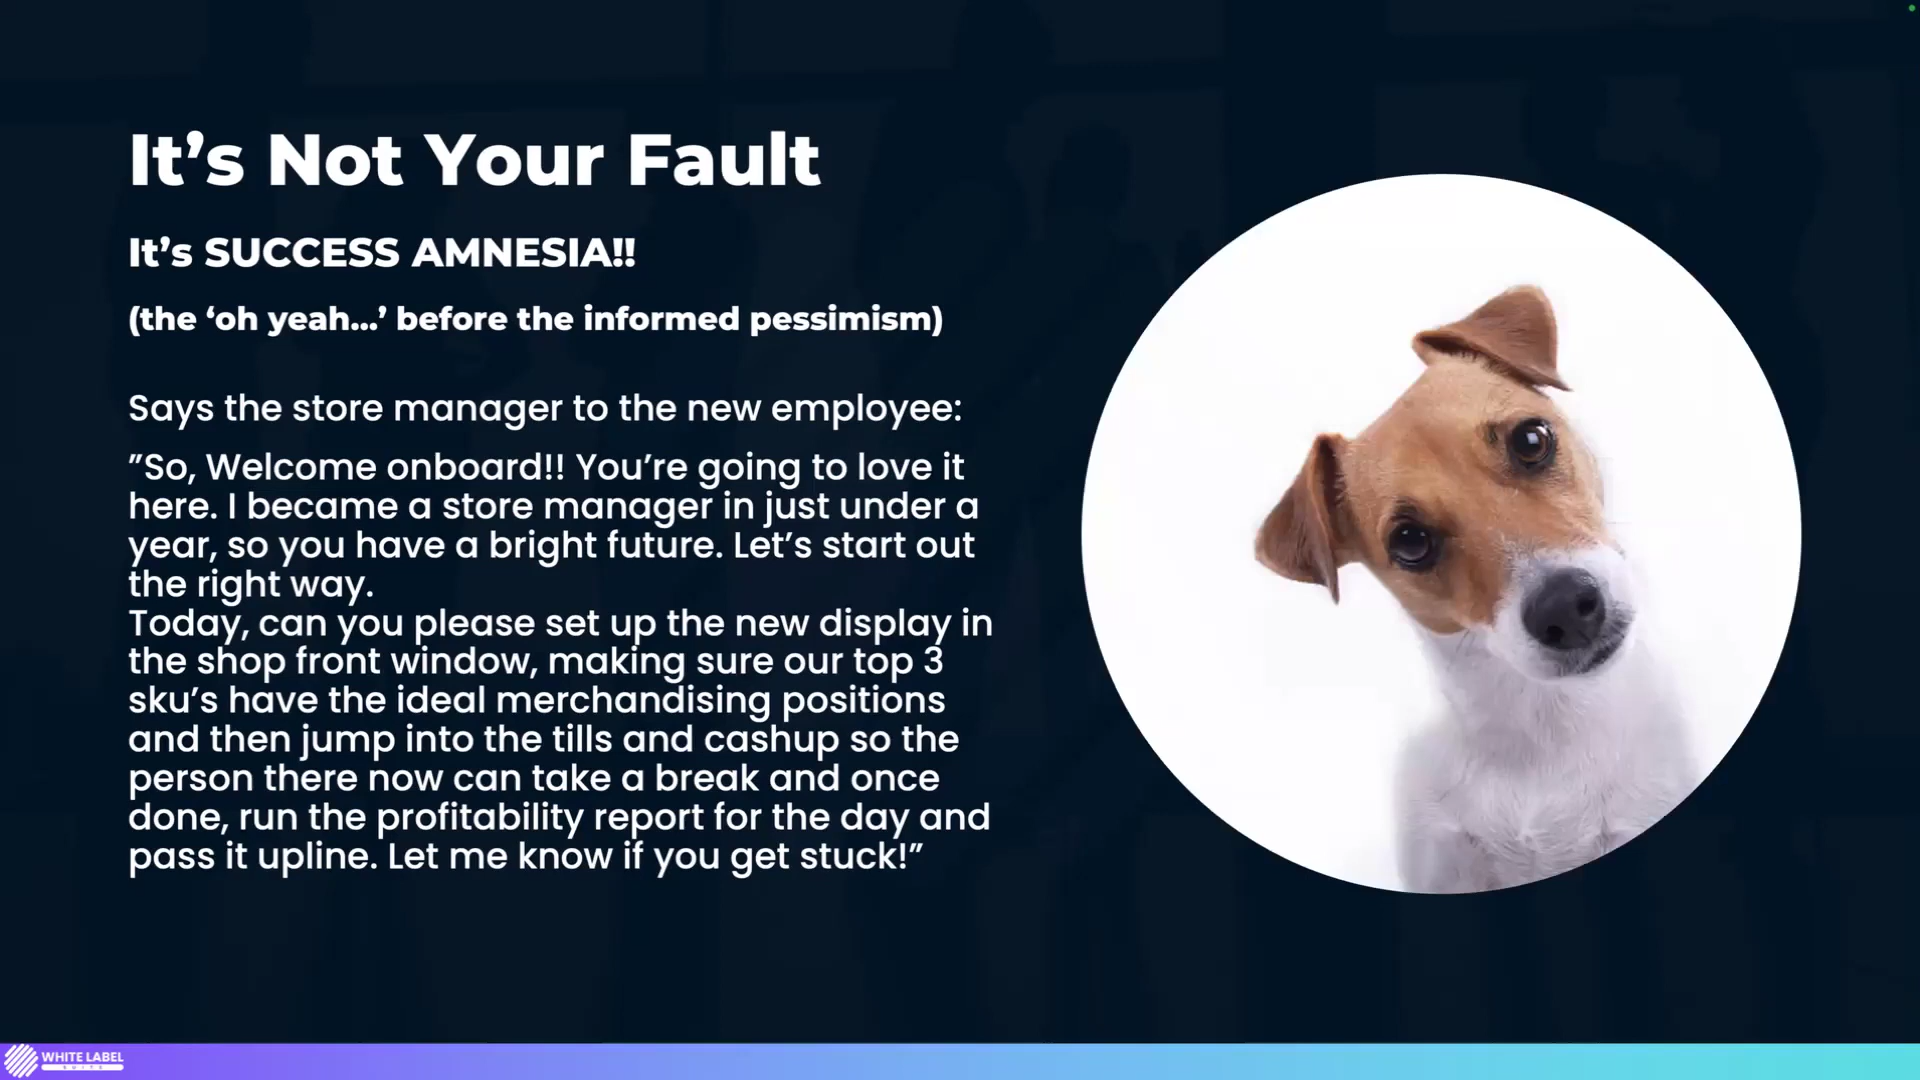 It’s Not Your Fault
It’s SUCCESS AMNESIA!!
(the ‘oh yeah...’ before the informed pessimism)
Says the store manager to the new employee:
”So, Welcome onboard!! You’re going to love it
here. I became a store manager in just under a
year, so you have a bright future. Let’s start out
the right way.
Today, can you please set up the new display in
the shop front window, making sure our top 3
sku’s have the ideal merchandising positions
and then jump into the tills and cashup so the
person there now can take a break and once
done, run the profitability report for the day and
pass it upline. Let me know if you get stuck!”
WHITE LABEL
SUITE